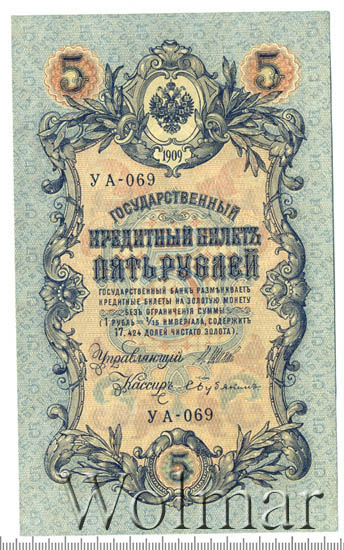 5 5
1909
УА-069
ГОСУДАРСТВЕННЫЙ
КРЕДИТНЫЙ БИЛЕТЪ
ПЯТЬ РУБЛЕЙ
ГОСУДАРСТВЕННЫЙ БАНКЪ РАЗМѢНИВАЕТЪ
КРЕДИТНЫЕ БИЛЕТЫ НА ЗОЛОТУЮ МОНЕТУ
БЕЗЪ ОГРАНИЧЕНІЯ СУММЫ
(1 РУБЛЬ = 1/15 ИМПЕРІАЛА, СОДЕРЖИТЪ
17,424 ДОЛЕЙ ЧИСТАГО ЗОЛОТА).
Управляющій
Кассиръ
УА-069
5
Wolmar